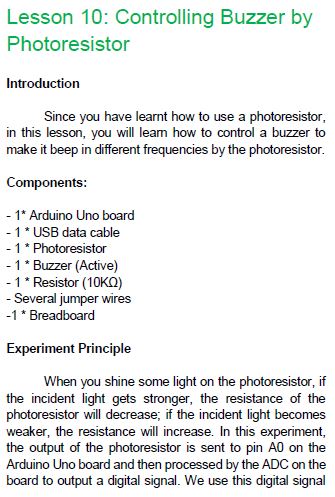 Lesson 10: Controlling Buzzer by
Photoresistor
Introduction
Since you have learnt how to use a photoresistor,
in this lesson, you will learn how to control a buzzer to
make it beep in different frequencies by the photoresistor.
Components:
- 1* Arduino Uno board
- 1 * USB data cable
- 1 * Photoresistor
- 1 * Buzzer (Active)
- 1 * Resistor (10KΩ)
- Several jumper wires
-1 * Breadboard
Experiment Principle
When you shine some light on the photoresistor, if
the incident light gets stronger, the resistance of the
photoresistor will decrease; if the incident light becomes
weaker, the resistance will increase. In this experiment,
the output of the photoresistor is sent to pin A0 on the
Arduino Uno board and then processed by the ADC on the
board to output a digital signal. We use this digital signal